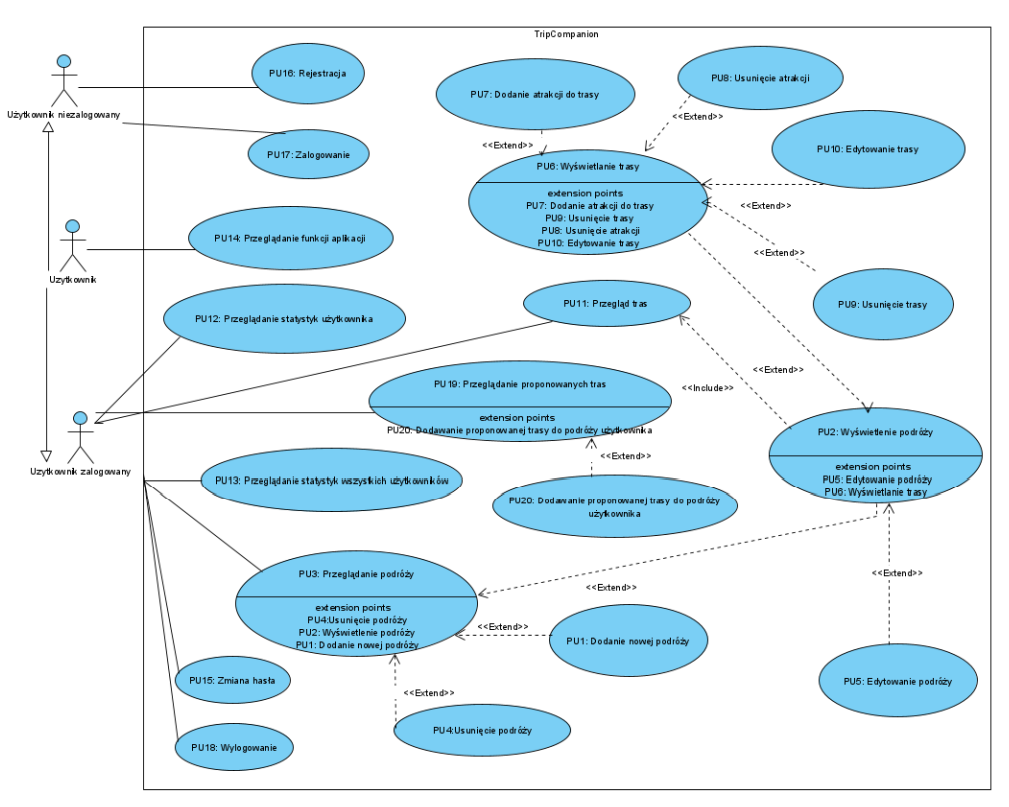 TripCompanion
PU16: Rejestracja
Użytkownik niezalogowany
PU17: Zalogowanie
PU7: Dodanie atrakcji do trasy
PU8: Usunięcie atrakcji
<<Extend>>
<<Extend>>
PU10: Edytowanie trasy
PU6: Wyświetlanie trasy
extension points
PU7: Dodanie atrakcji do trasy
PU9: Usunięcie trasy
PU8: Usunięcie atrakcji
PU10: Edytowanie trasy
<<Extend>>
<<Extend>>
PU14: Przeglądanie funkcji aplikacji
Uzytkownik
PU9: Usunięcie trasy
PU11: Przegląd tras
PU12: Przeglądanie statystyk użytkownika
<<Extend>>
<<Include>>
PU19: Przeglądanie proponowanych tras
extension points
PU20: Dodawanie proponowanej trasy do podróży użytkownika
PU2: Wyświetlenie podróży
extension points
PU5: Edytowanie podróży
PU6: Wyświetlanie trasy
Uzytkownik zalogowany
<<Extend>>
PU13: Przeglądanie statystyk wszystkich użytkowników
PU20: Dodawanie proponowanej trasy do podróży
użytkownika
PU3: Przeglądanie podróży
extension points
PU4:Usunięcie podróży
PU2: Wyświetlenie podróży
PU1: Dodanie nowej podróży
<<Extend>>
<<Extend>>
<<Extend>>
PU1: Dodanie nowej podróży
PU15: Zmiana hasła
<<Extend>>
PU5: Edytowanie podróży
PU4:Usunięcie podróży
PU18: Wylogowanie